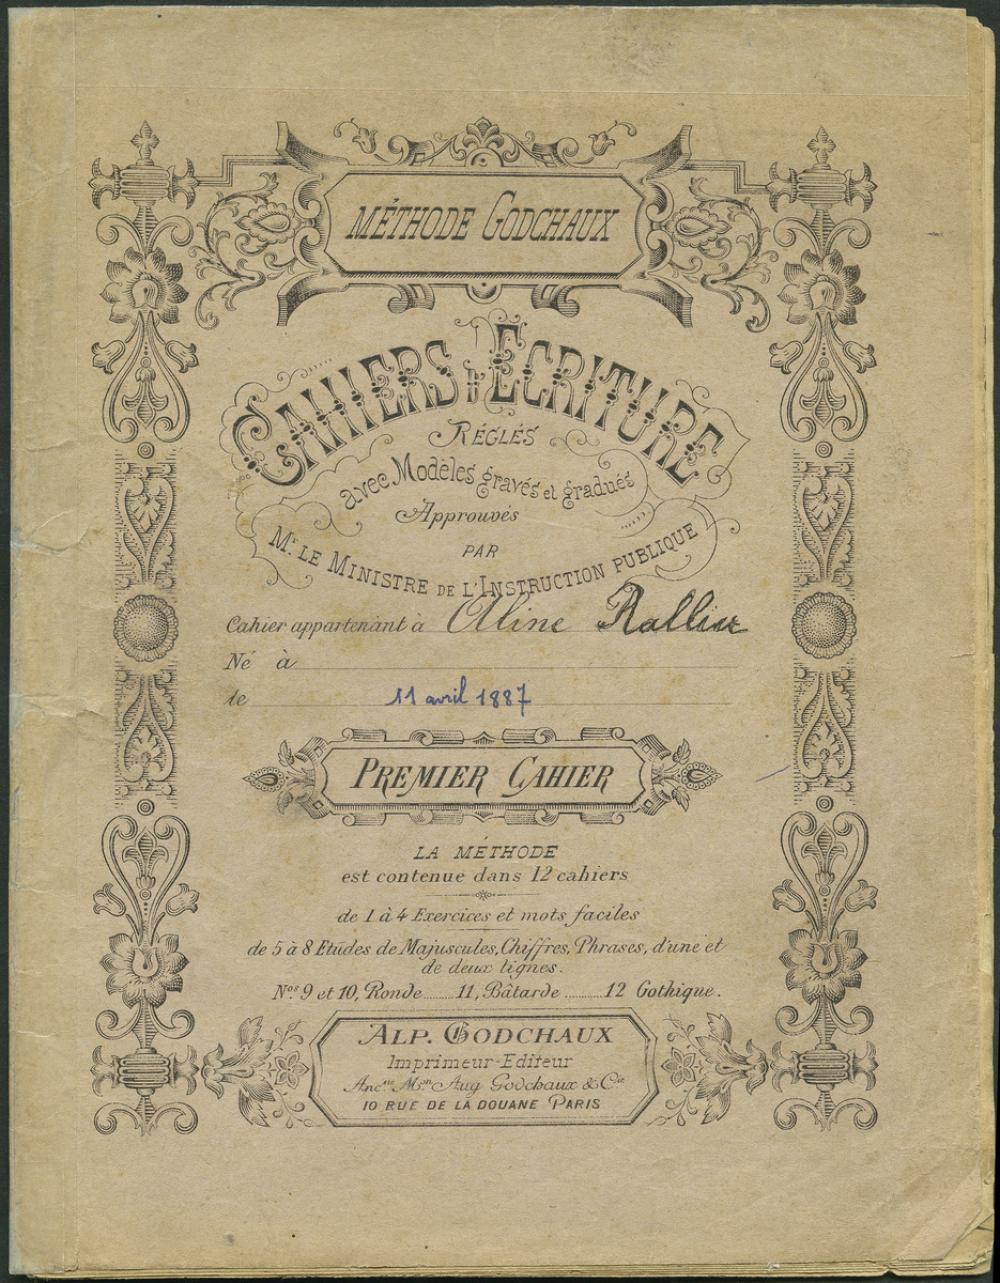 MÉTHODE GODCHAUX
CAHIERS D'ÉCRITURE
RÉGLÉS
avec Modèles gravés et gradués
Approuvés
PAR
Mr. LE MINISTRE DE L'INSTRUCTION PUBLIQUE
Cahier appartenant à Aline Rallier
Né à
le 11 avril 1887
PREMIER CAHIER
LA MÉTHODE
est contenue dans 12 cahiers
de 1 à 4 Exercices et mots faciles
de 5 à 8 Etudes de Majuscules, Chiffres, Phrases, d'une et
de deux lignes.
Nos 9 et 10, Ronde ........ 11, Bâtarde ........ 12 Gothique.
ALP. GODCHAUX
Imprimeur-Editeur
Ancne Mson Aug Godchaux & Cie
10 RUE DE LA DOUANE PARIS